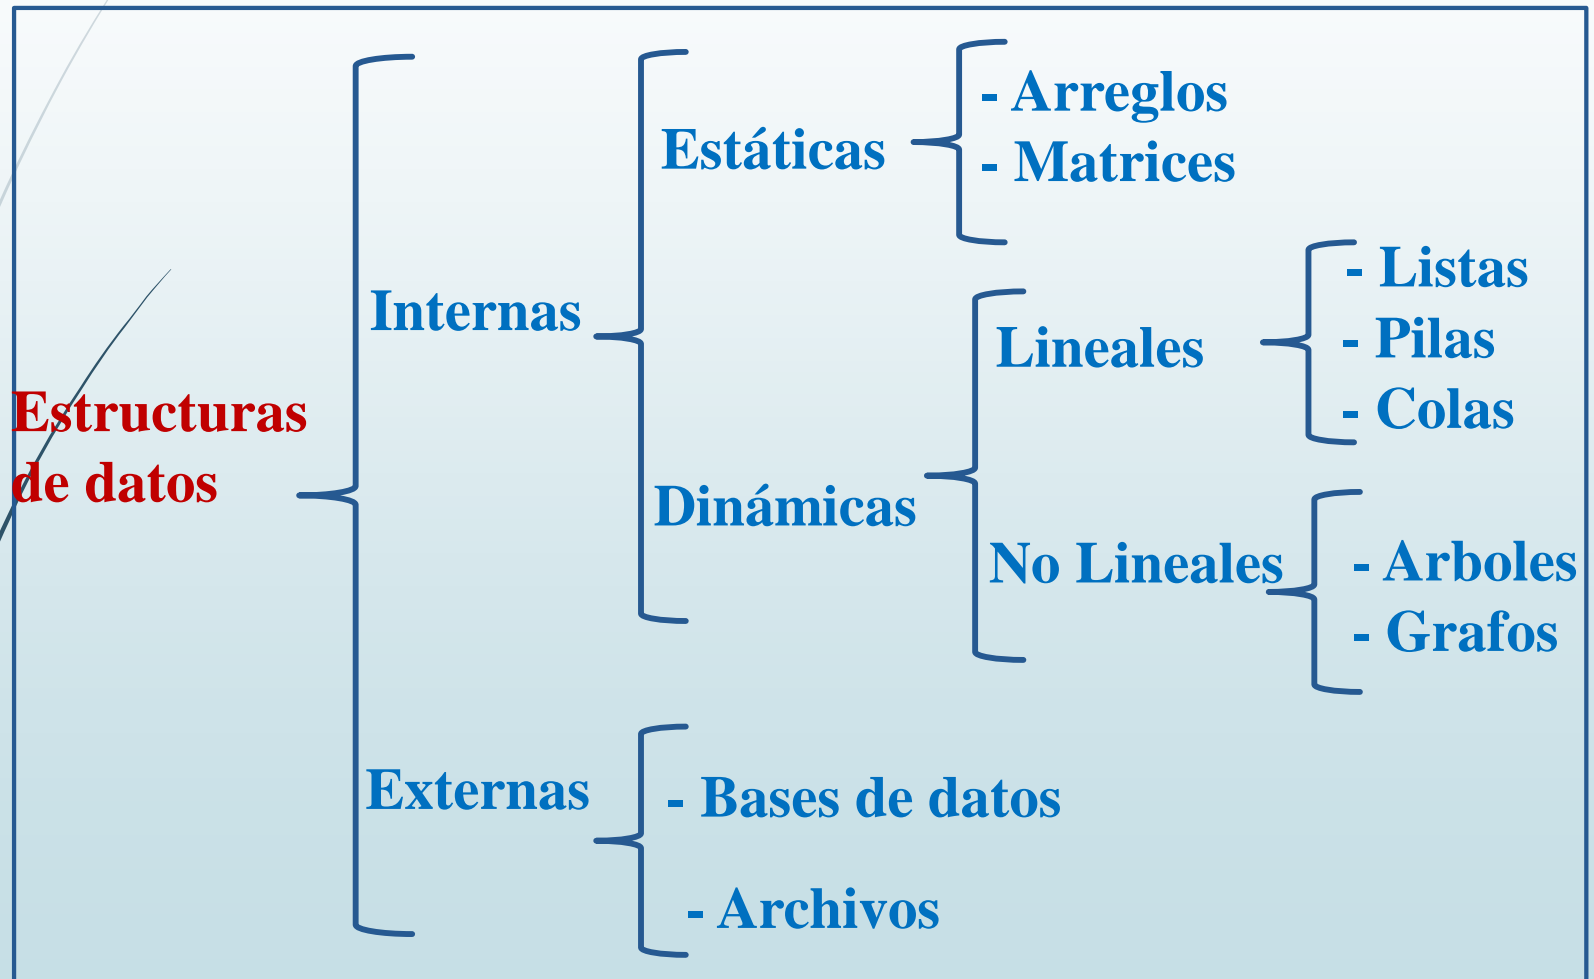 Estructuras
de datos
Internas
Estáticas
- Arreglos
- Matrices
Dinámicas
Lineales
- Listas
- Pilas
- Colas
No Lineales
- Arboles
- Grafos
Externas
- Bases de datos
- Archivos